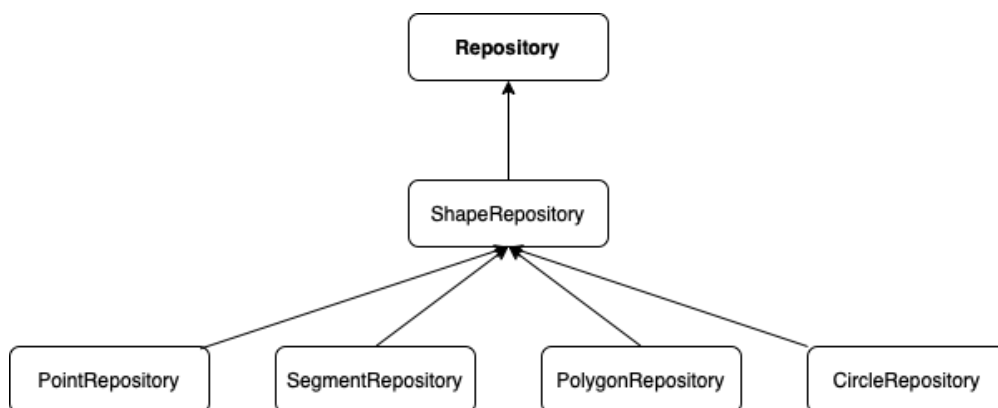 Repository
ShapeRepository
PointRepository
SegmentRepository
PolygonRepository
CircleRepository